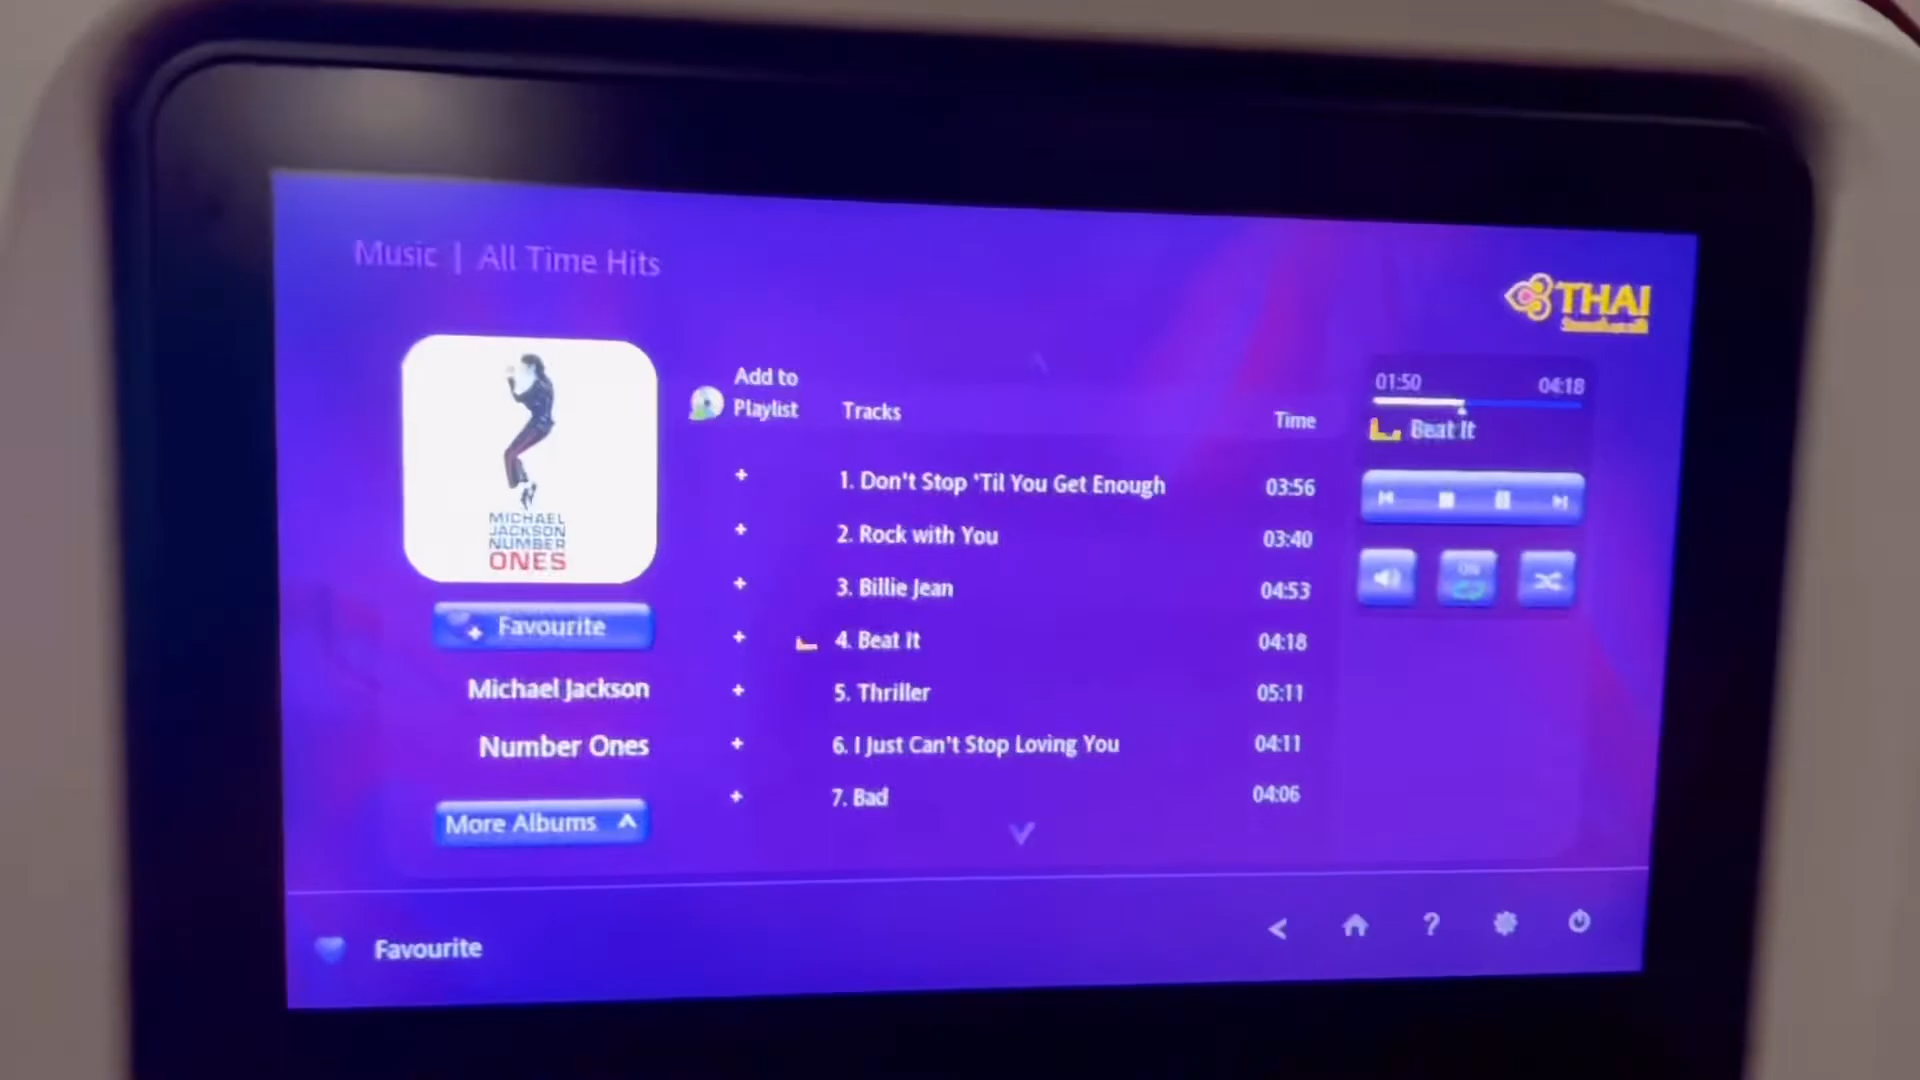 Music | All Time Hits
THAI
MICHAEL
JACKSON
NUMBER
ONES
Favourite
Michael Jackson
Number Ones
More Albums
Add to
Playlist
Tracks
Time
1. Don't Stop 'Til You Get Enough 03:56
2. Rock with You 03:40
3. Billie Jean 04:53
4. Beat It 04:18
5. Thriller 05:11
6. I Just Can't Stop Loving You 04:11
7. Bad 04:06
01:50 04:18
Beat It
ON
Favourite